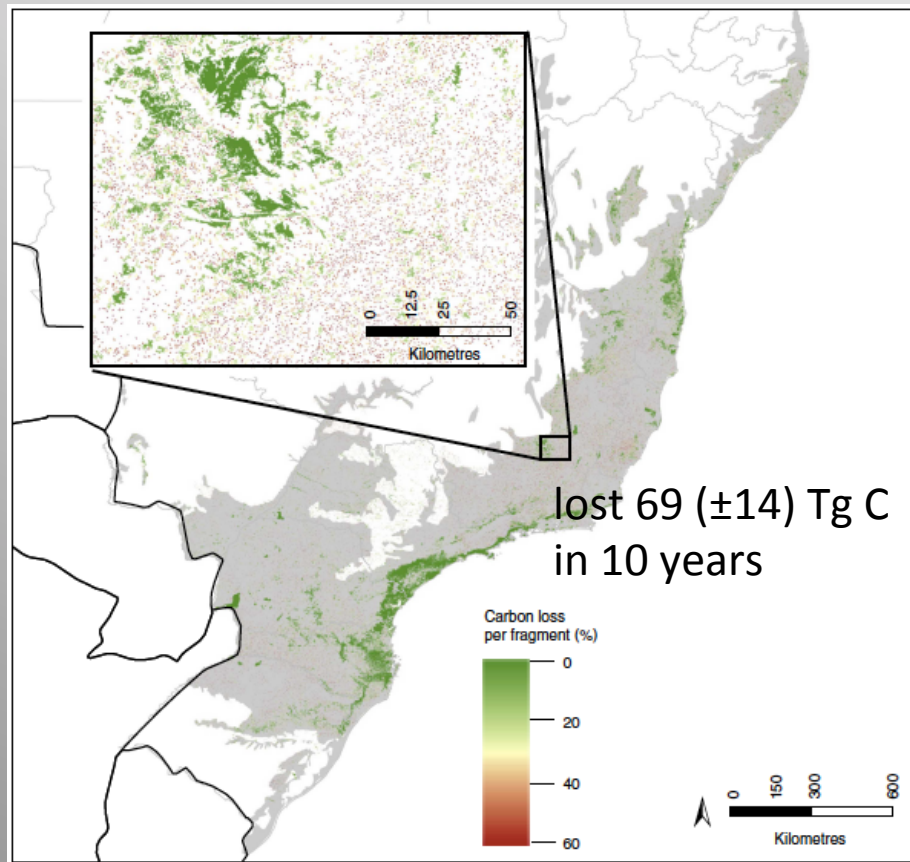 0
12.5
25
50
Kilometres
lost 69 (±14) Tg C
in 10 years
Carbon loss
per fragment (%)
0
20
40
60
0
150
300
600
Kilometres